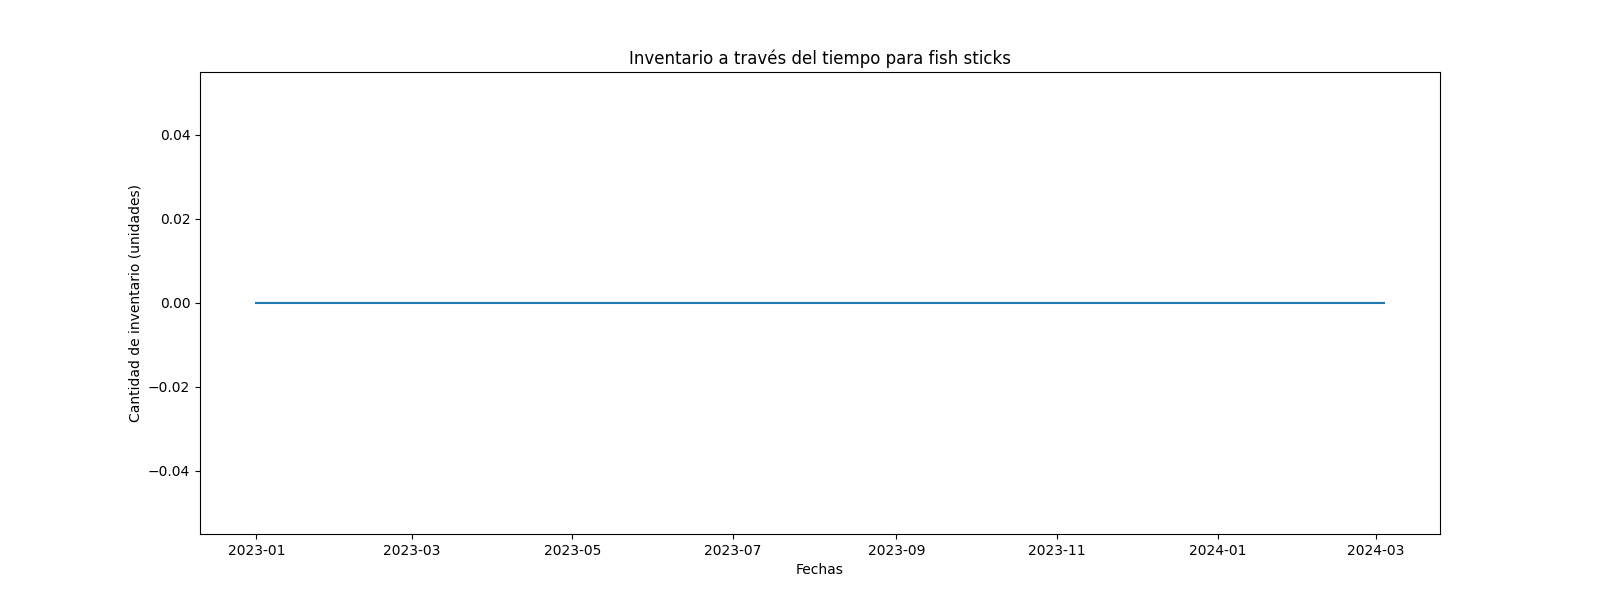 Inventario a través del tiempo para fish sticks
Cantidad de inventario (unidades)
0.04
0.02
0.00
−0.02
−0.04
2023-01 2023-03 2023-05 2023-07 2023-09 2023-11 2024-01 2024-03
Fechas